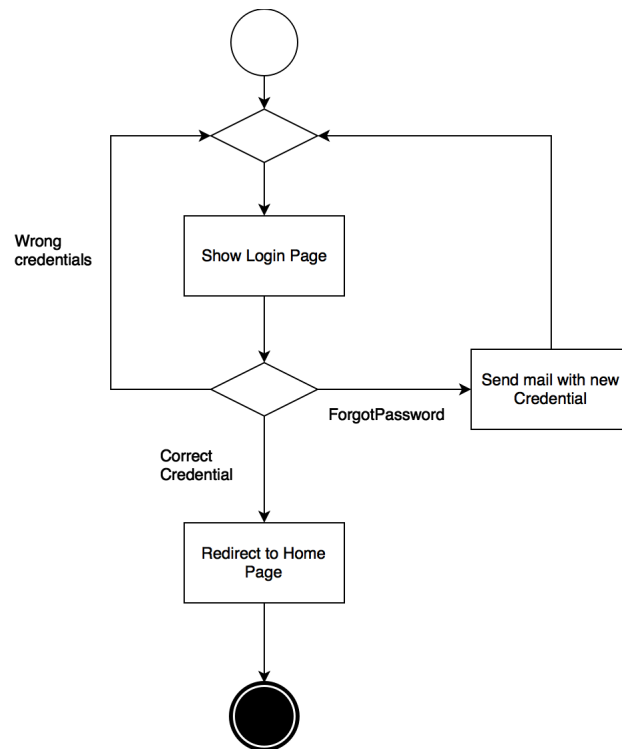 Wrong
credentials
Show Login Page
Send mail with new
Credential
ForgotPassword
Correct
Credential
Redirect to Home
Page